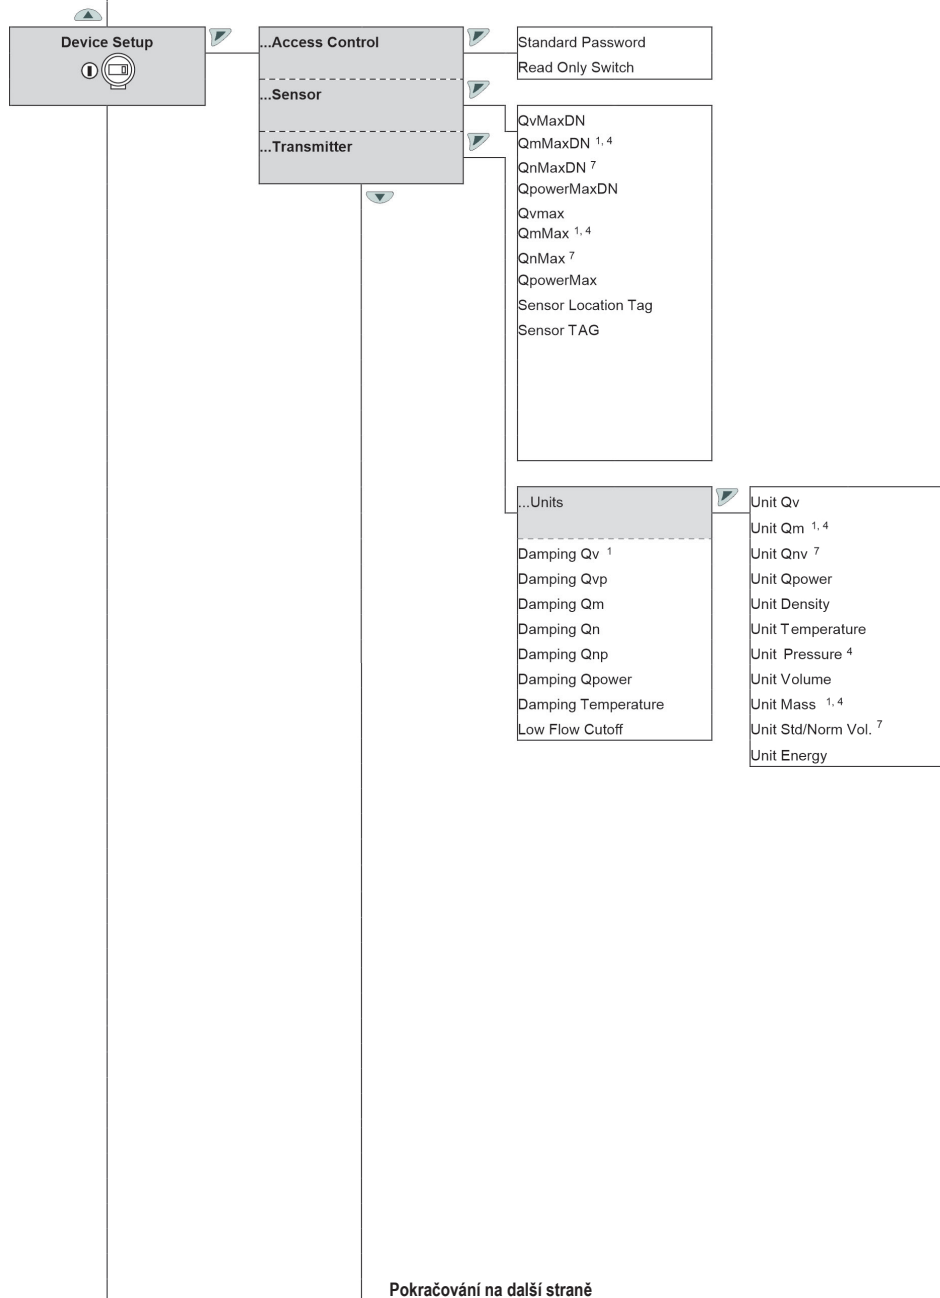 Device Setup
...Access Control
Standard Password
Read Only Switch
...Sensor
QvMaxDN
QmMaxDN 1, 4
QnMaxDN 7
QpowerMaxDN
Qvmax
QmMax 1, 4
QnMax 7
QpowerMax
Sensor Location Tag
Sensor TAG
...Transmitter
...Units
Damping Qv 1
Damping Qvp
Damping Qm
Damping Qn
Damping Qnp
Damping Qpower
Damping Temperature
Low Flow Cutoff
Unit Qv
Unit Qm 1, 4
Unit Qnv 7
Unit Qpower
Unit Density
Unit Temperature
Unit Pressure 4
Unit Volume
Unit Mass 1, 4
Unit Std/Norm Vol. 7
Unit Energy
Pokračování na další straně